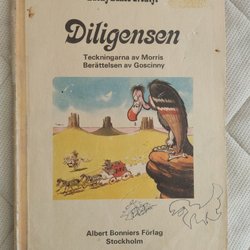 Diligensen
Teckningarna av Morris
Berättelsen av Goscinny
Albert Bonniers Förlag
Stockholm